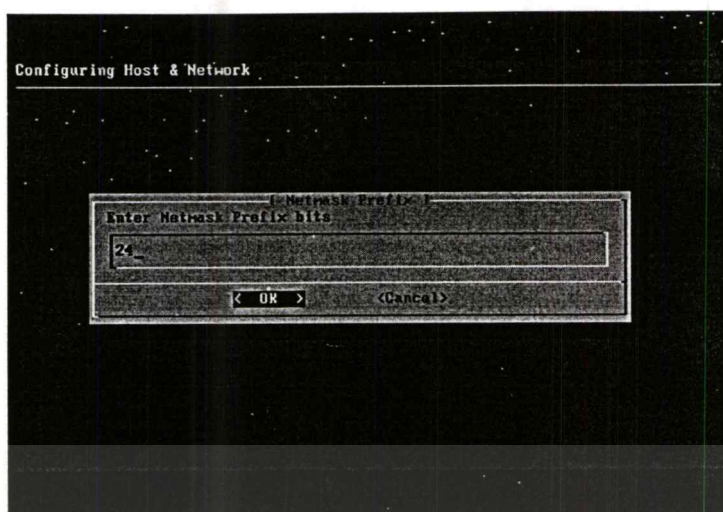 Configuring Host & Network
[ Netmask Prefix ]
Enter Netmask Prefix bits
24_
< OK > <Cancel>